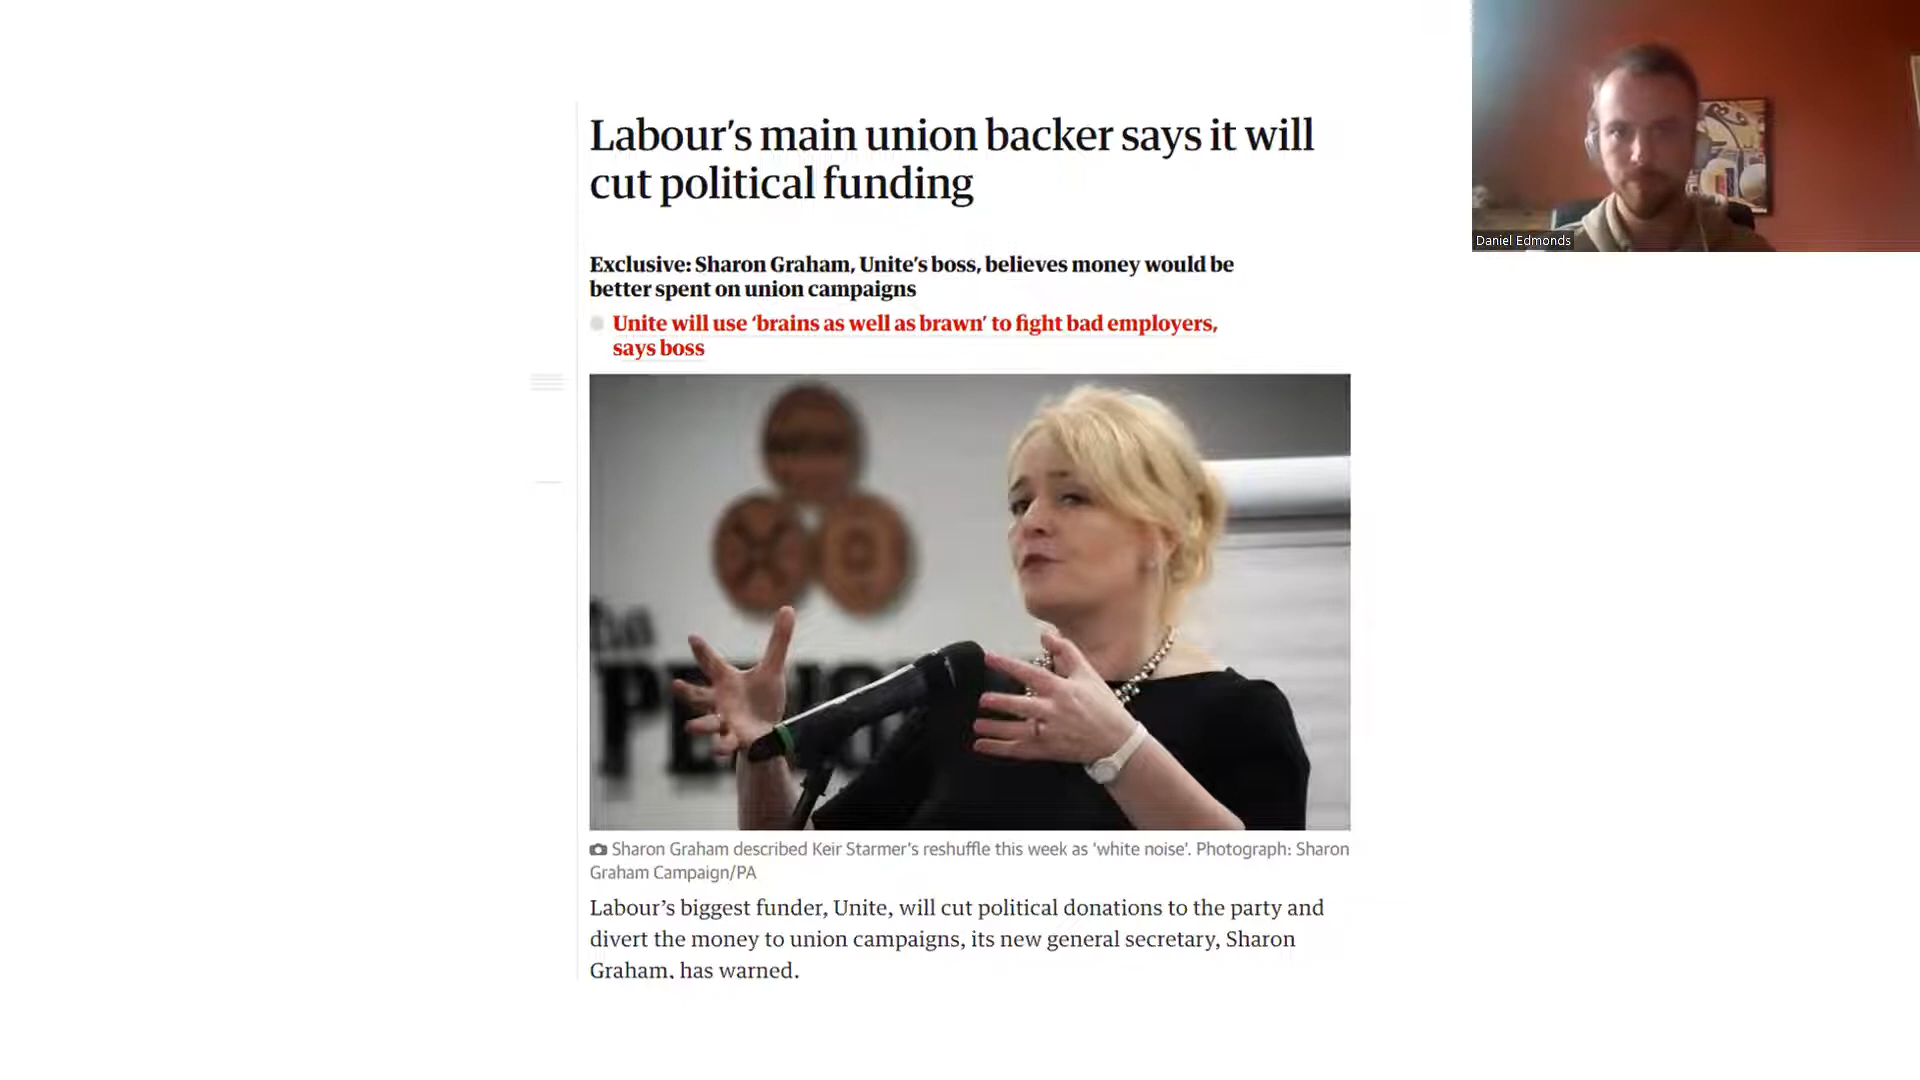 Labour’s main union backer says it will
cut political funding
Exclusive: Sharon Graham, Unite’s boss, believes money would be
better spent on union campaigns
Unite will use ‘brains as well as brawn’ to fight bad employers,
says boss
Sharon Graham described Keir Starmer’s reshuffle this week as ‘white noise’. Photograph: Sharon
Graham Campaign/PA
Labour’s biggest funder, Unite, will cut political donations to the party and
divert the money to union campaigns, its new general secretary, Sharon
Graham, has warned.
Daniel Edmonds